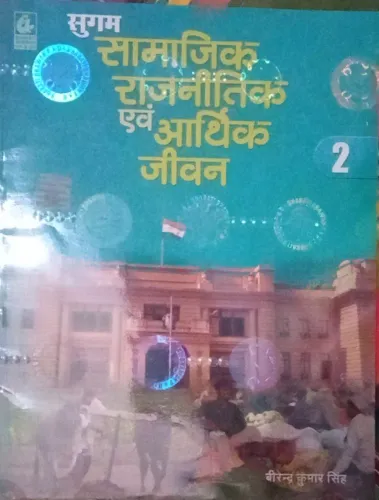 सुगम
सामाजिक
राजनीतिक
एवं आर्थिक
जीवन
2
बीरेन्द्र कुमार सिंह